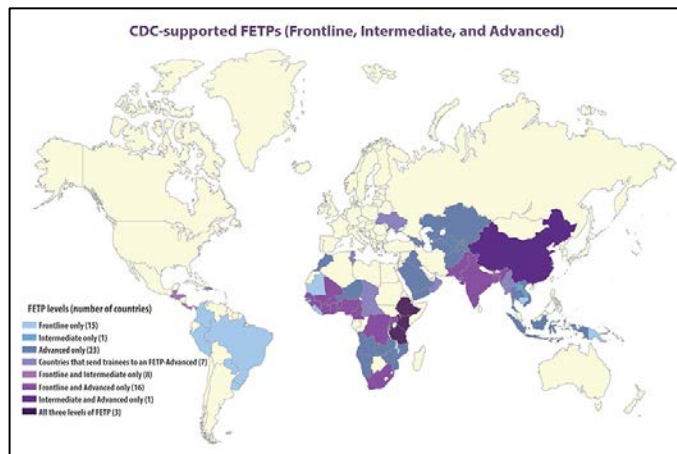 CDC-supported FETPs (Frontline, Intermediate, and Advanced)
FETP levels (number of countries)
Frontline only (15)
Intermediate only (1)
Advanced only (23)
Countries that send trainees to an FETP-Advanced (7)
Frontline and Intermediate only (8)
Frontline and Advanced only (16)
Intermediate and Advanced only (1)
All three levels of FETP (3)